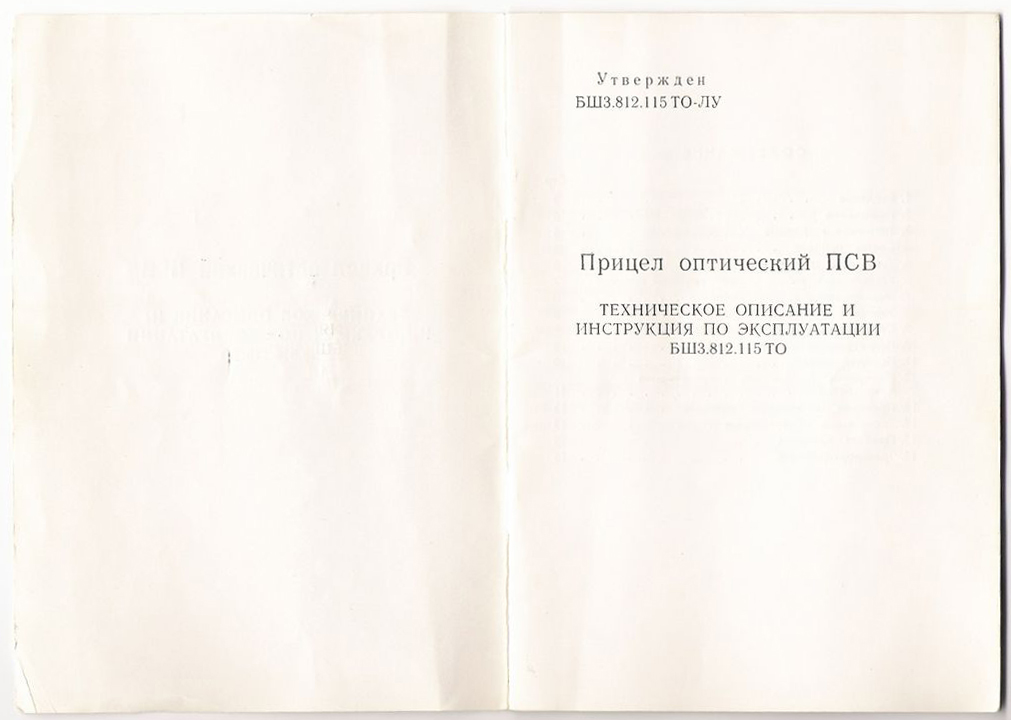 Утвержден
БШ3.812.115 ТО-ЛУ
Прицел оптический ПСВ
ТЕХНИЧЕСКОЕ ОПИСАНИЕ И
ИНСТРУКЦИЯ ПО ЭКСПЛУАТАЦИИ
БШ3.812.115 ТО